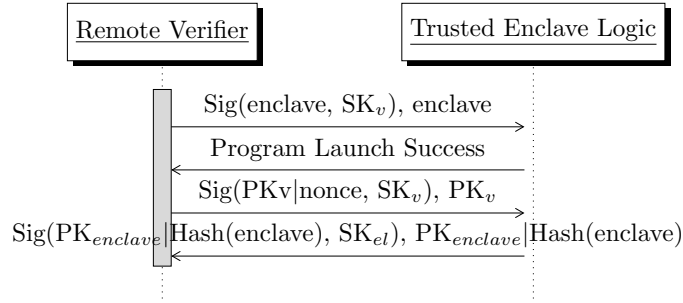 Remote Verifier
Trusted Enclave Logic
Sig(enclave, SK_v), enclave
Program Launch Success
Sig(PKv|nonce, SK_v), PK_v
Sig(PK_enclave|Hash(enclave), SK_el), PK_enclave|Hash(enclave)